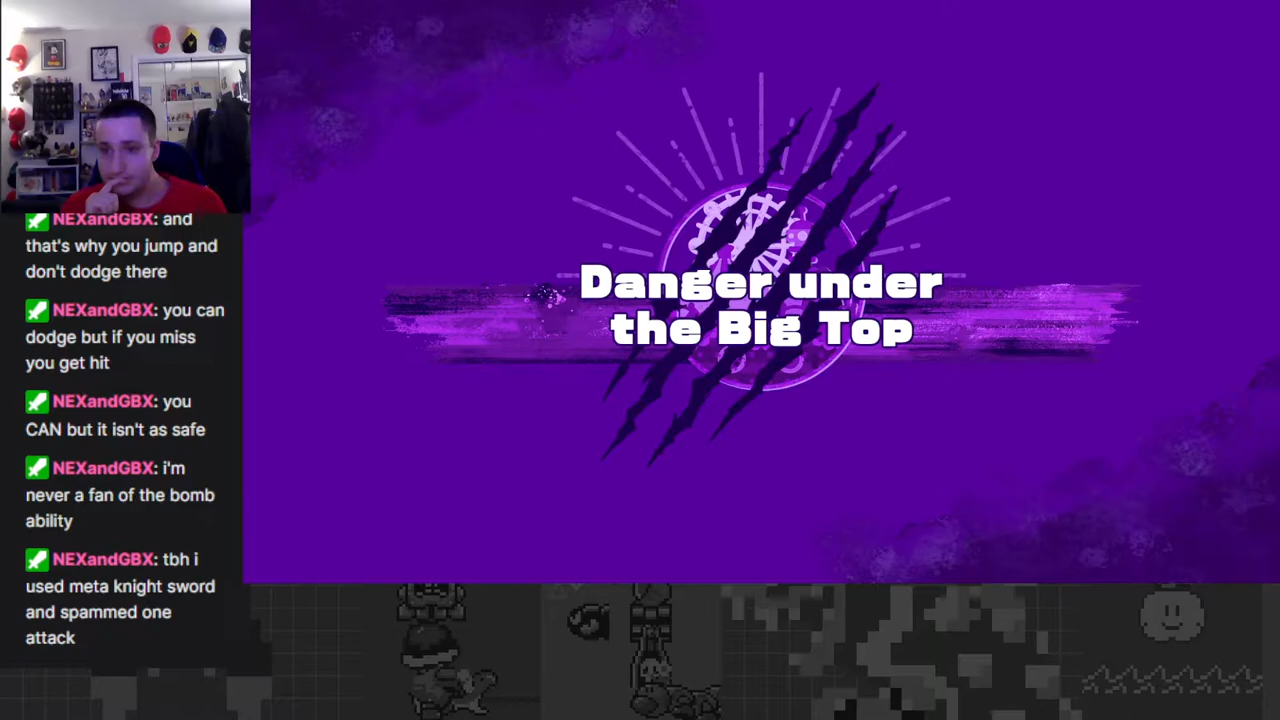 NEXandGBX: and
that's why you jump and
don't dodge there
NEXandGBX: you can
dodge but if you miss
you get hit
NEXandGBX: you
CAN but it isn't as safe
NEXandGBX: i'm
never a fan of the bomb
ability
NEXandGBX: tbh i
used meta knight sword
and spammed one
attack
Danger under
the Big Top